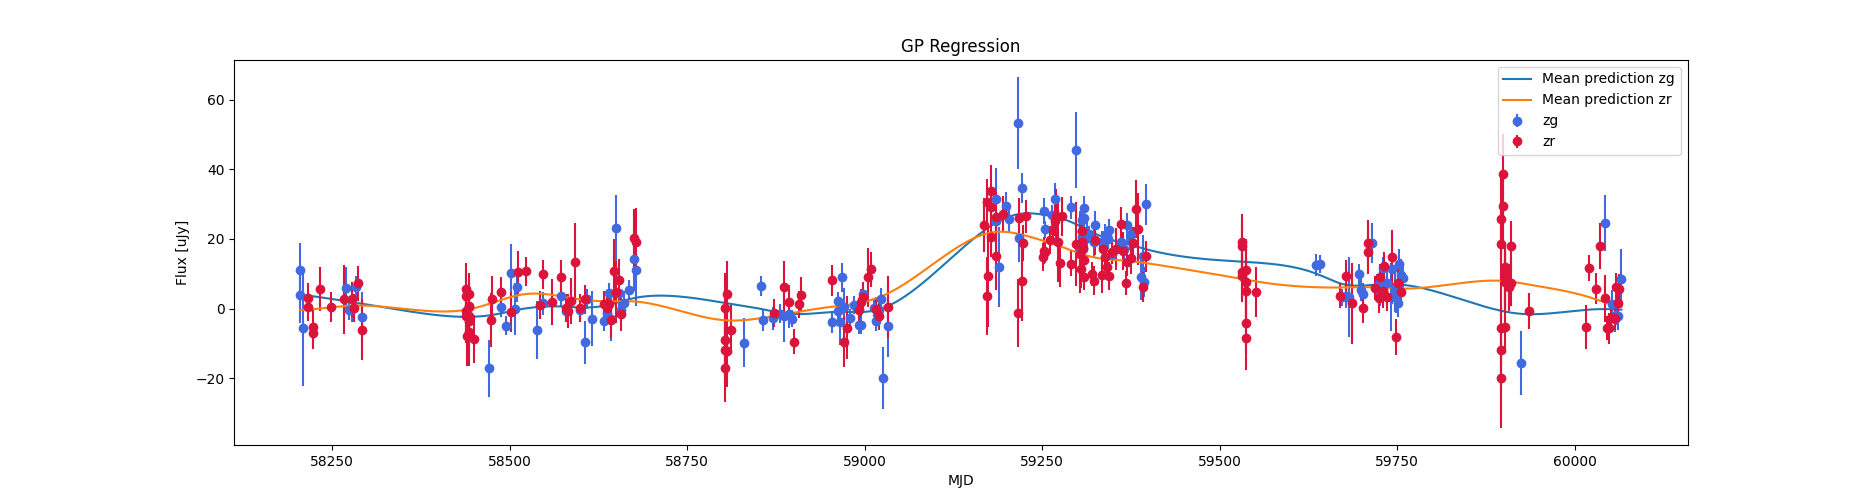 GP Regression
Flux [uJy]
60
40
20
0
−20
58250 58500 58750 59000 59250 59500 59750 60000
MJD
Mean prediction zg
Mean prediction zr
zg
zr